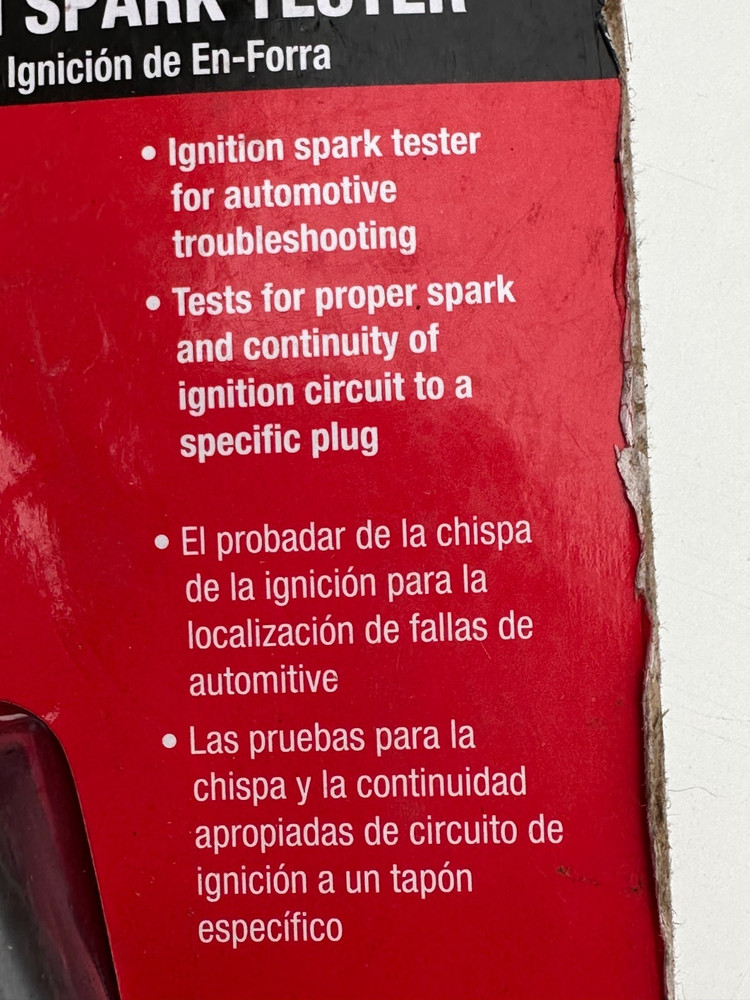 SPARK TESTER
Ignición de En-Forra
• Ignition spark tester
for automotive
troubleshooting
• Tests for proper spark
and continuity of
ignition circuit to a
specific plug
• El probadar de la chispa
de la ignición para la
localización de fallas de
automitive
• Las pruebas para la
chispa y la continuidad
apropiadas de circuito de
ignición a un tapón
específico